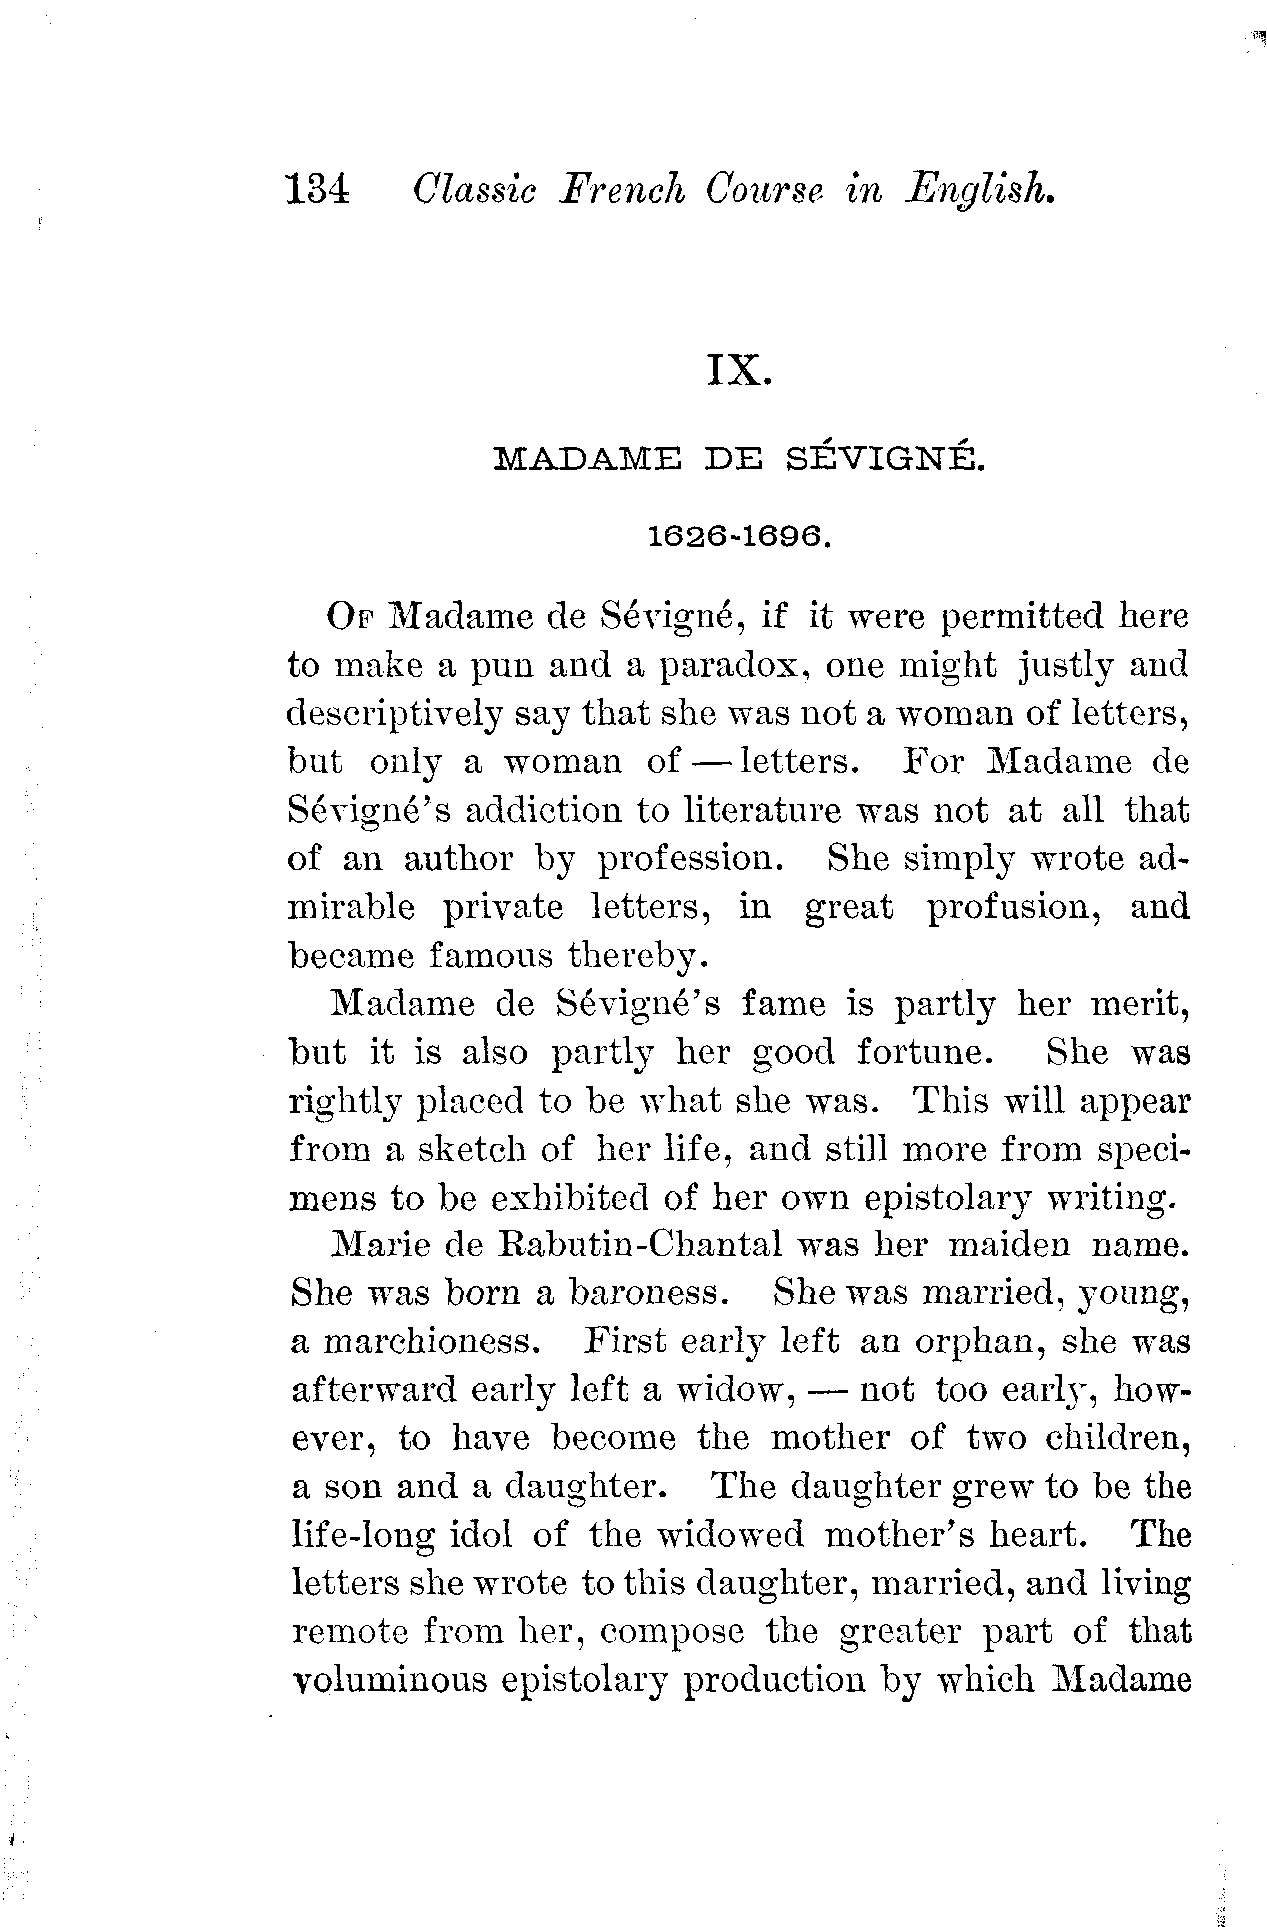 134 Classic French Course in English.
IX.
MADAME DE SÉVIGNÉ.
1626-1696.
OF Madame de Sévigné, if it were permitted here
to make a pun and a paradox, one might justly and
descriptively say that she was not a woman of letters,
but only a woman of — letters. For Madame de
Sévigné's addiction to literature was not at all that
of an author by profession. She simply wrote ad-
mirable private letters, in great profusion, and
became famous thereby.
Madame de Sévigné's fame is partly her merit,
but it is also partly her good fortune. She was
rightly placed to be what she was. This will appear
from a sketch of her life, and still more from speci-
mens to be exhibited of her own epistolary writing.
Marie de Rabutin-Chantal was her maiden name.
She was born a baroness. She was married, young,
a marchioness. First early left an orphan, she was
afterward early left a widow, — not too early, how-
ever, to have become the mother of two children,
a son and a daughter. The daughter grew to be the
life-long idol of the widowed mother's heart. The
letters she wrote to this daughter, married, and living
remote from her, compose the greater part of that
voluminous epistolary production by which Madame